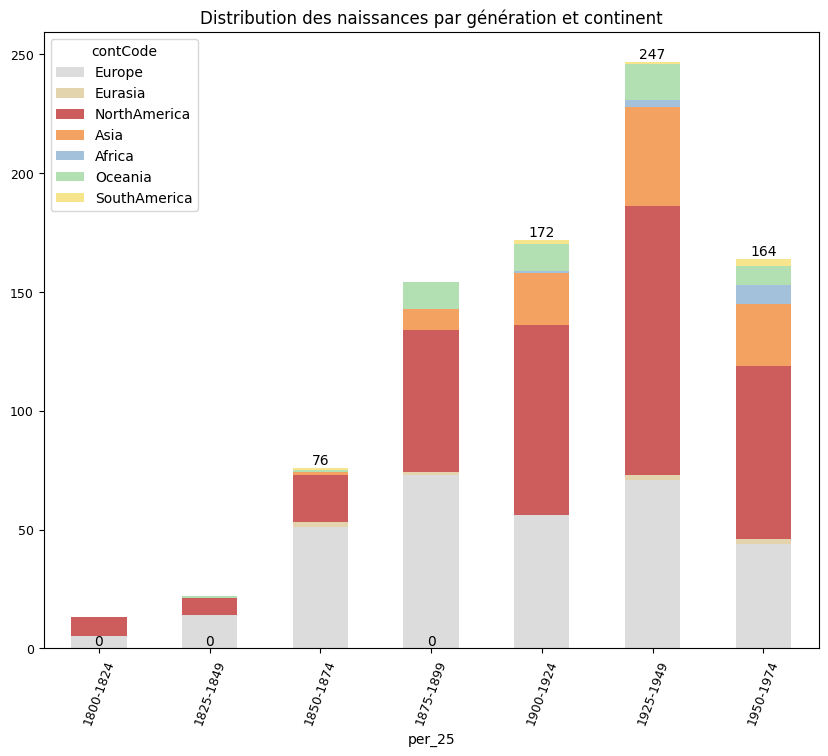 Distribution des naissances par génération et continent
contCode
Europe
Eurasia
NorthAmerica
Asia
Africa
Oceania
SouthAmerica
250
200
150
100
50
0
0
0
76
0
172
247
164
1800-1824
1825-1849
1850-1874
1875-1899
1900-1924
1925-1949
1950-1974
per_25